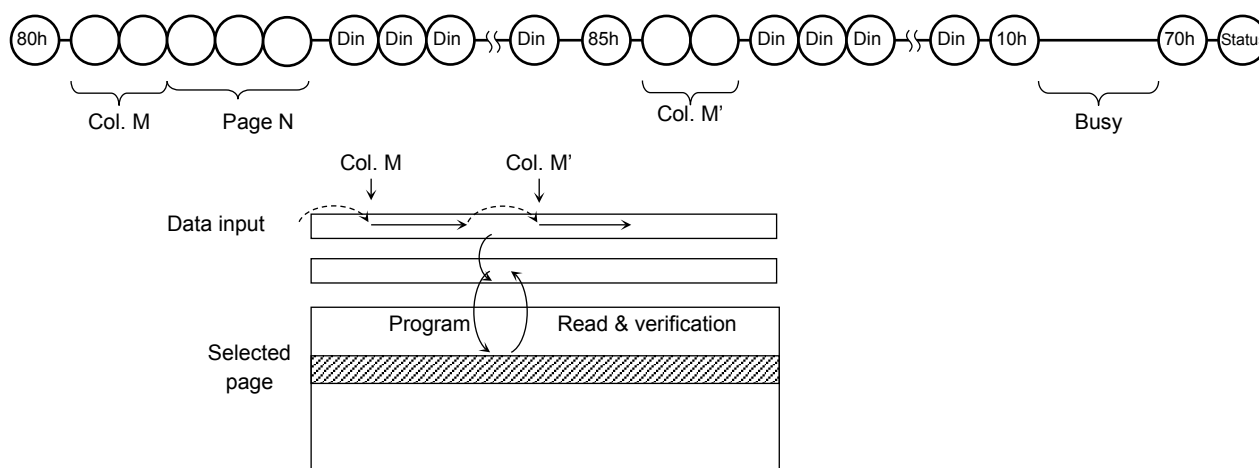 80h Din Din Din Din 85h Din Din Din Din 10h 70h Statu
Col. M Page N Col. M’ Busy
Col. M Col. M’
Data input
Program Read & verification
Selected
page